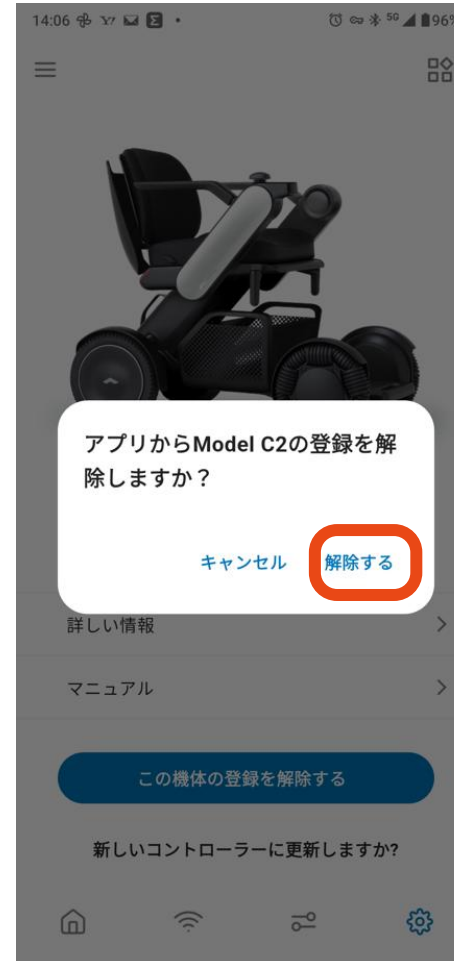 14:06 Y! Σ • 5G 96%
アプリからModel C2の登録を解
除しますか？
キャンセル 解除する
詳しい情報
マニュアル
この機体の登録を解除する
新しいコントローラーに更新しますか?